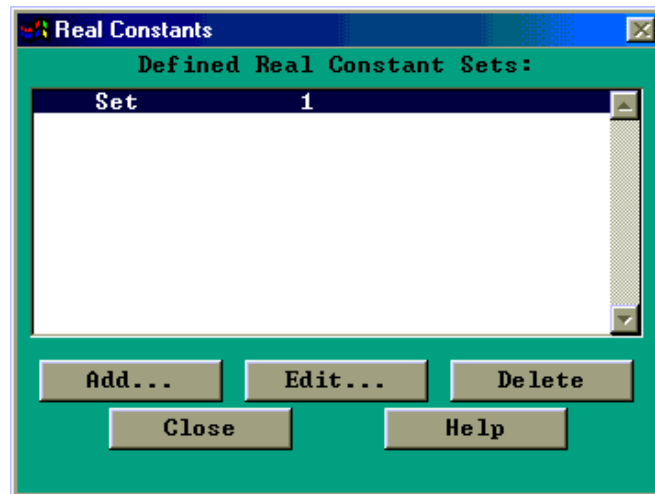 Real Constants
Defined Real Constant Sets:
Set 1
Add... Edit... Delete
Close Help